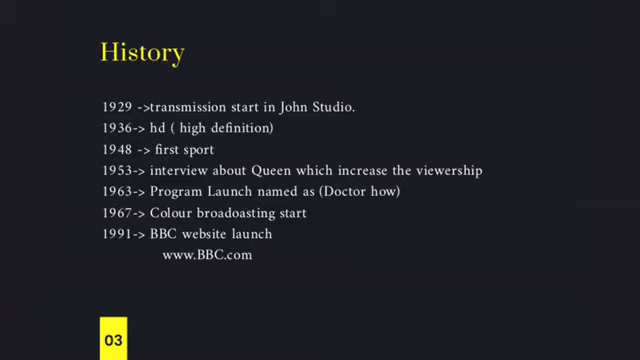 History
1929 ->transmission start in John Studio.
1936-> hd ( high definition)
1948 -> first sport
1953-> interview about Queen which increase the viewership
1963-> Program Launch named as (Doctor how)
1967-> Colour broadoasting start
1991-> BBC website launch
www.BBC.com
03